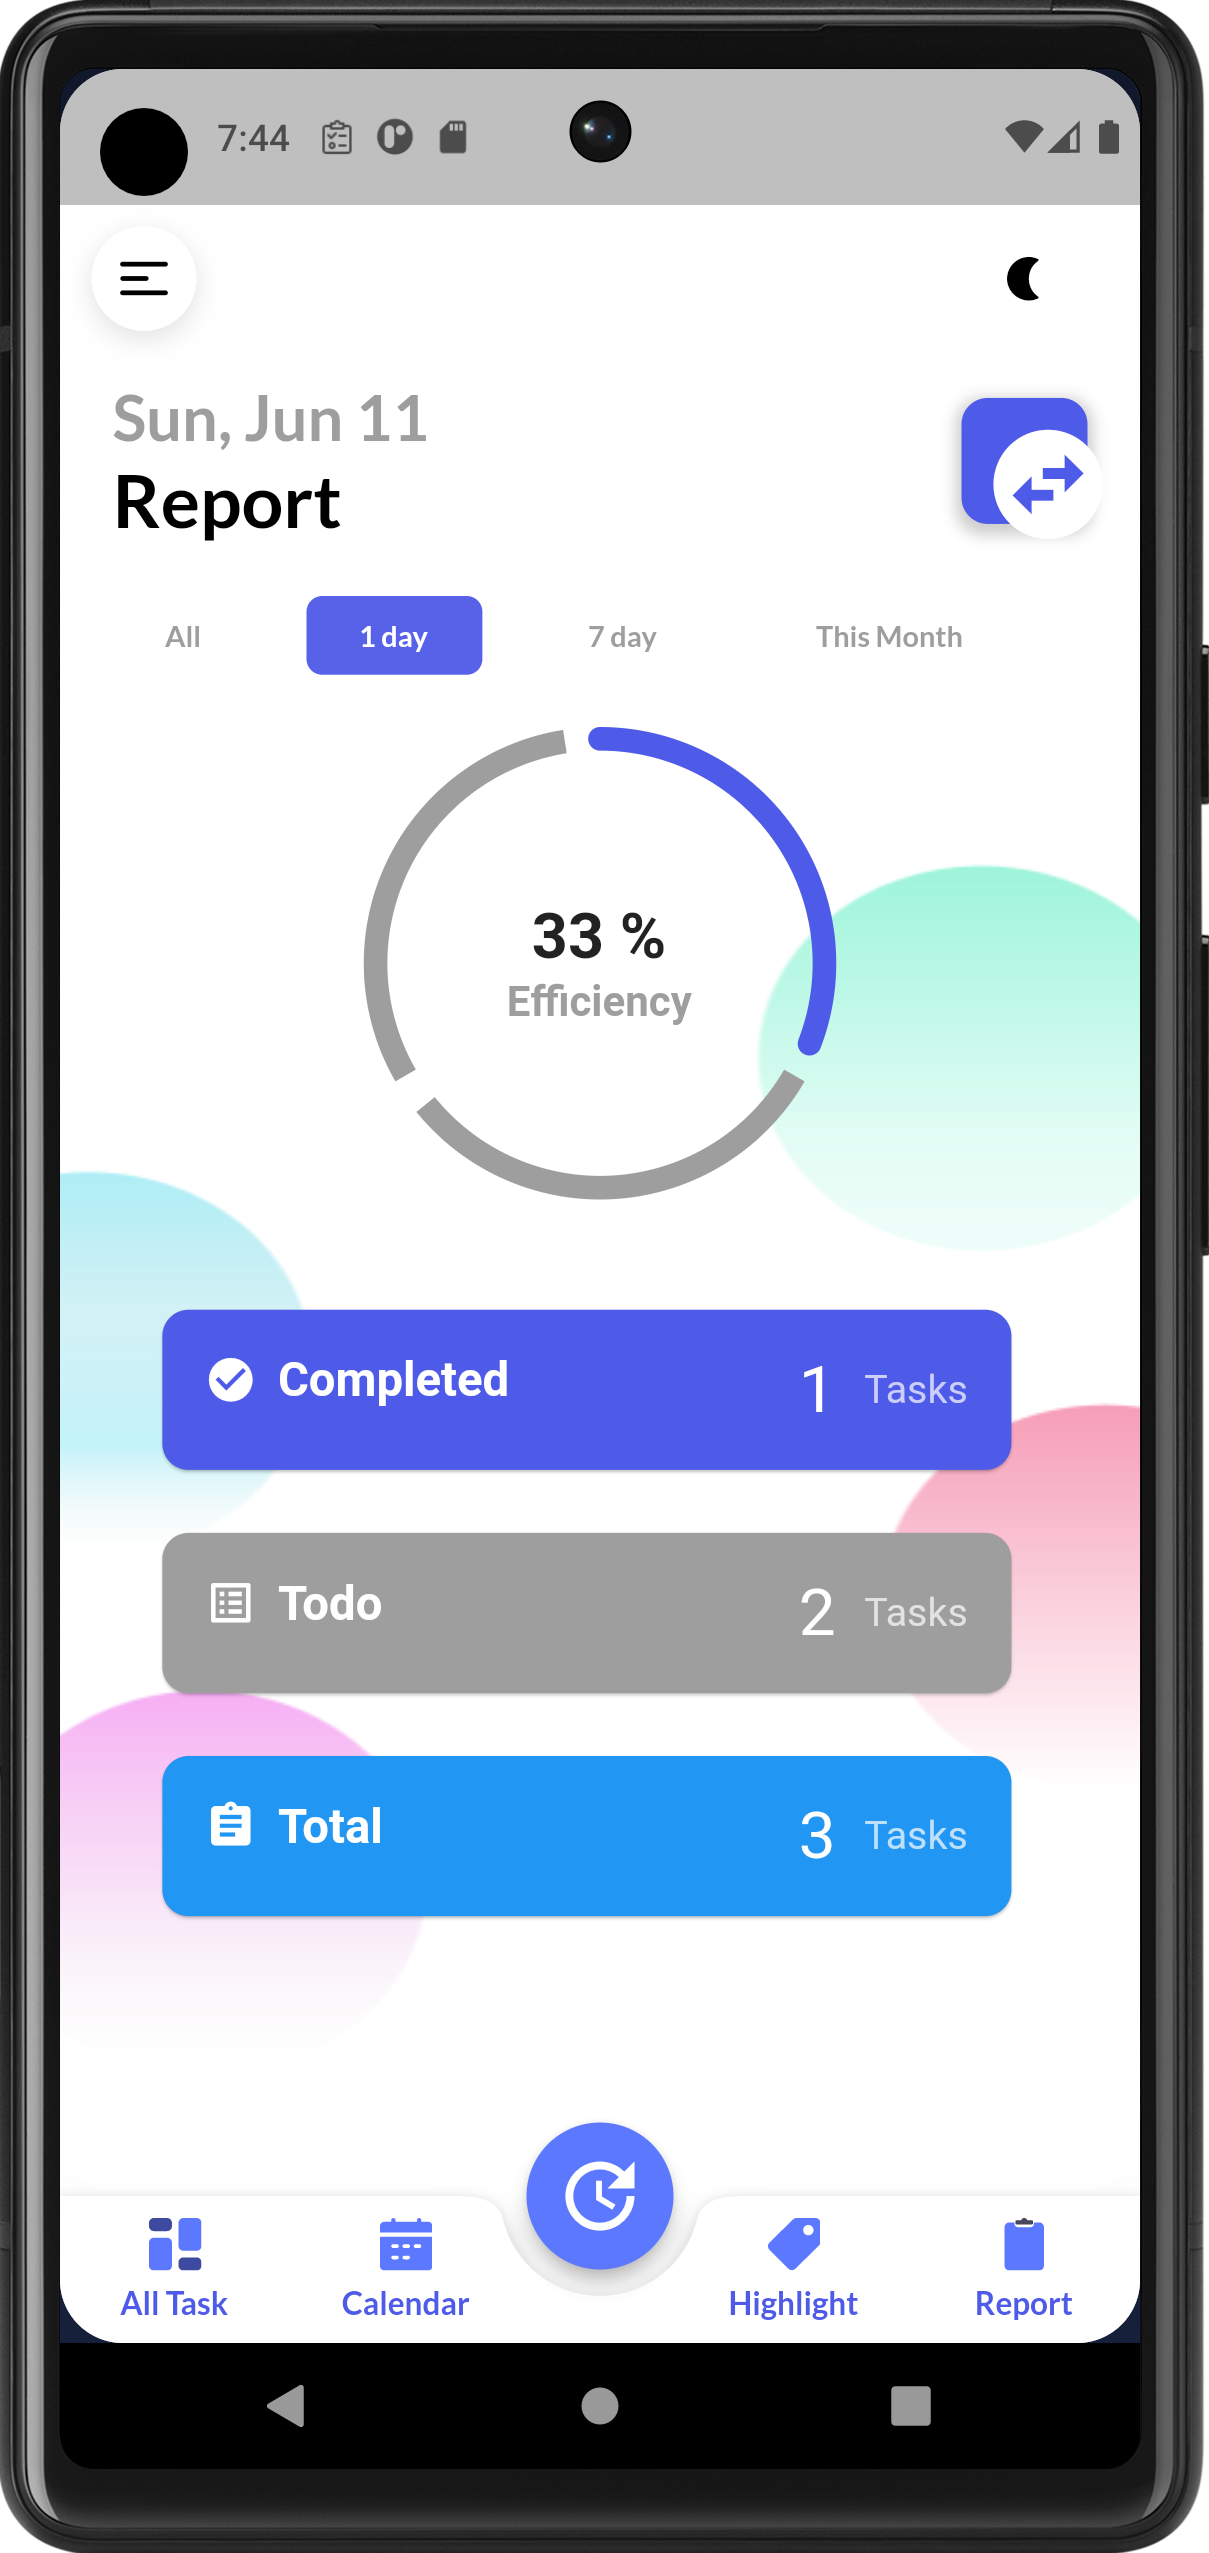 7:44
Sun, Jun 11
Report
All 1 day 7 day This Month
33 %
Efficiency
Completed 1 Tasks
Todo 2 Tasks
Total 3 Tasks
All Task Calendar Highlight Report